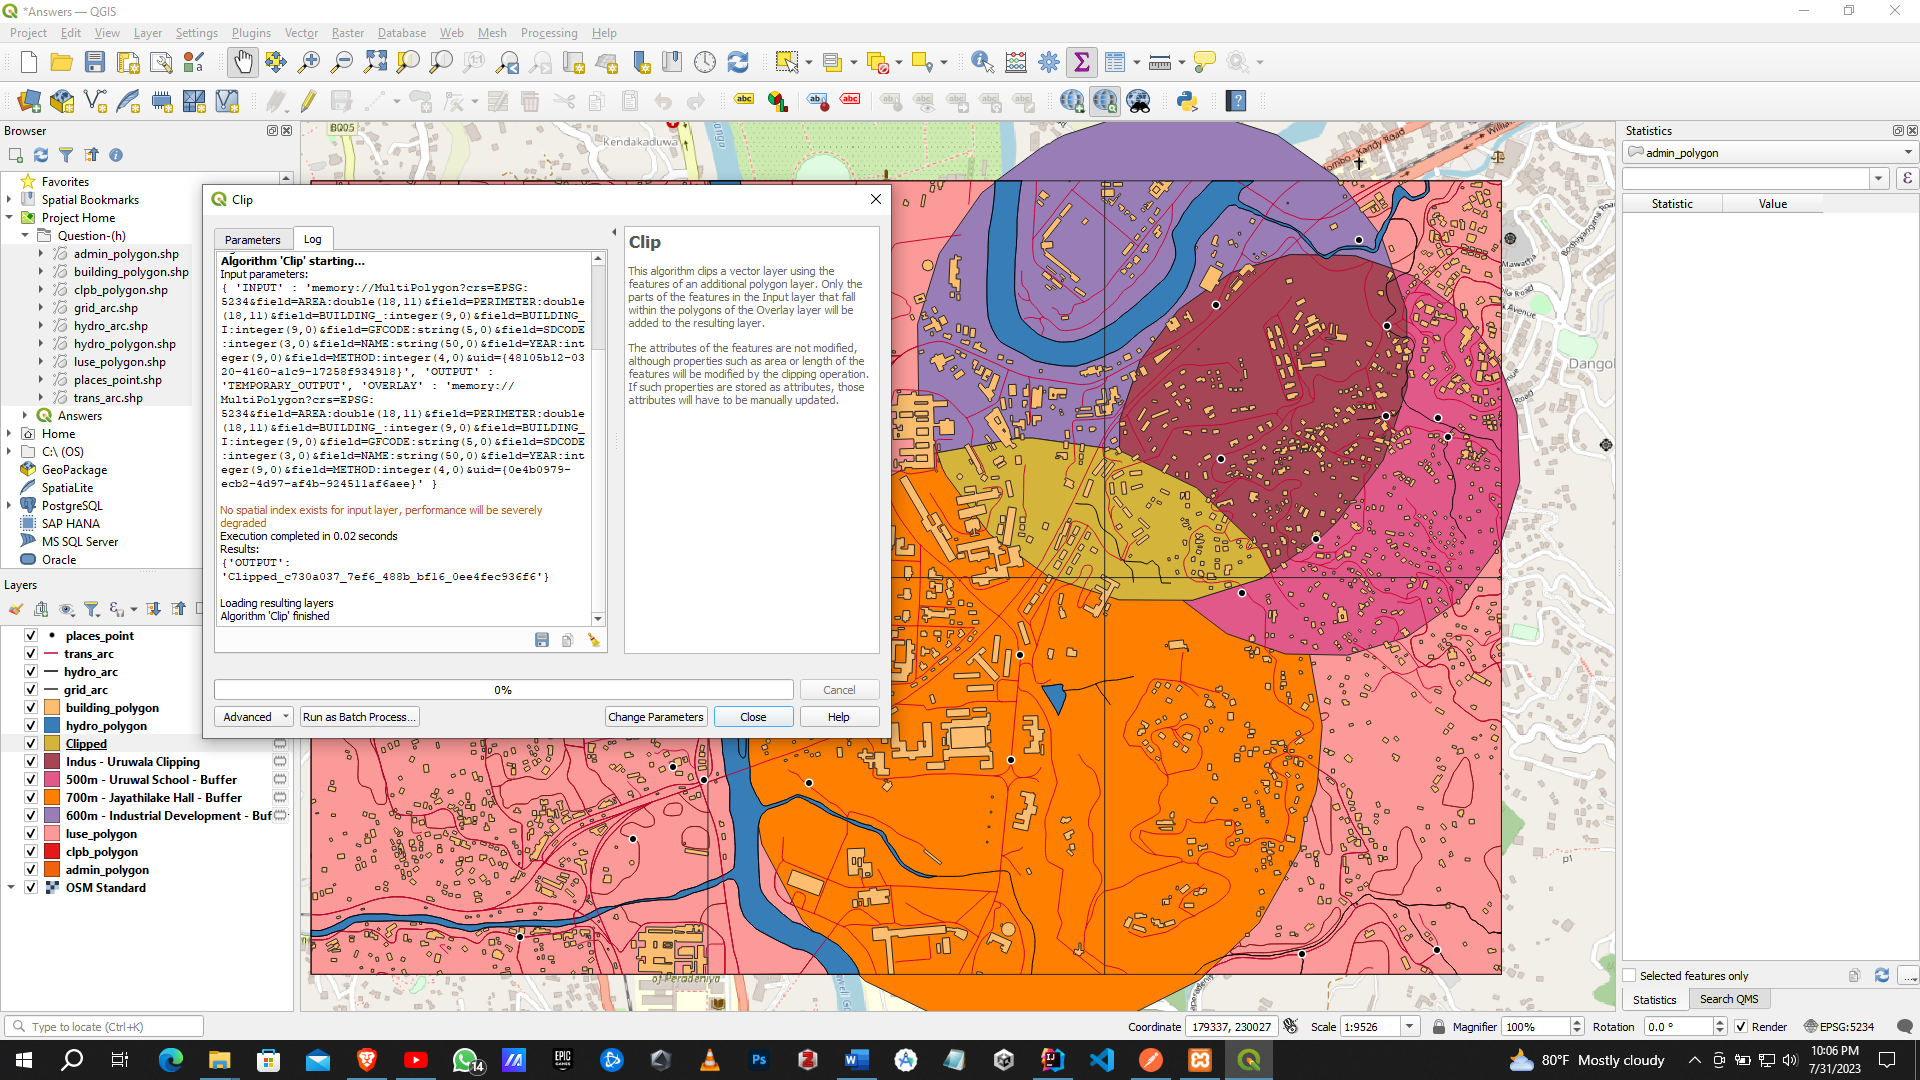 *Answers — QGIS
Project Edit View Layer Settings Plugins Vector Raster Database Web Mesh Processing Help
Browser
Favorites
Spatial Bookmarks
Project Home
Question-(h)
admin_polygon.shp
building_polygon.shp
clpb_polygon.shp
grid_arc.shp
hydro_arc.shp
hydro_polygon.shp
luse_polygon.shp
places_point.shp
trans_arc.shp
Answers
Home
C:\ (OS)
GeoPackage
SpatiaLite
PostgreSQL
SAP HANA
MS SQL Server
Oracle
Layers
places_point
trans_arc
hydro_arc
grid_arc
building_polygon
hydro_polygon
Clipped
Indus - Uruwala Clipping
500m - Uruwal School - Buffer
700m - Jayathilake Hall - Buffer
600m - Industrial Development - Buf
luse_polygon
clpb_polygon
admin_polygon
OSM Standard
Clip
Parameters
Log
Algorithm 'Clip' starting...
Input parameters:
{ 'INPUT' : 'memory://MultiPolygon?crs=EPSG:
5234&field=AREA:double(18,11)&field=PERIMETER:double
(18,11)&field=BUILDING_:integer(9,0)&field=BUILDING_
I:integer(9,0)&field=GFCODE:string(5,0)&field=SDCODE
:integer(3,0)&field=NAME:string(50,0)&field=YEAR:int
eger(9,0)&field=METHOD:integer(4,0)&uid={48105b12-03
20-4160-a1c9-17258f934918}', 'OUTPUT' :
'TEMPORARY_OUTPUT', 'OVERLAY' : 'memory://
MultiPolygon?crs=EPSG:
5234&field=AREA:double(18,11)&field=PERIMETER:double
(18,11)&field=BUILDING_:integer(9,0)&field=BUILDING_
I:integer(9,0)&field=GFCODE:string(5,0)&field=SDCODE
:integer(3,0)&field=NAME:string(50,0)&field=YEAR:int
eger(9,0)&field=METHOD:integer(4,0)&uid={0e4b0979-
ecb2-4d97-af4b-924511af6aee}' }
No spatial index exists for input layer, performance will be severely
degraded
Execution completed in 0.02 seconds
Results:
{'OUTPUT':
'Clipped_c730a037_7ef6_488b_bf16_0ee4fec936f6'}
Loading resulting layers
Algorithm 'Clip' finished
Clip
This algorithm clips a vector layer using the
features of an additional polygon layer. Only the
parts of the features in the Input layer that fall
within the polygons of the Overlay layer will be
added to the resulting layer.
The attributes of the features are not modified,
although properties such as area or length of the
features will be modified by the clipping operation.
If such properties are stored as attributes, those
attributes will have to be manually updated.
0%
Cancel
Advanced
Run as Batch Process...
Change Parameters
Close
Help
B005
Kendakaduwa
Kandy Road
Dangol
of Peradeniya
Statistics
admin_polygon
Statistic
Value
Selected features only
Statistics
Search QMS
Type to locate (Ctrl+K)
Coordinate 179337, 230027 Scale 1:9526 Magnifier 100% Rotation 0.0 ° Render EPSG:5234
14
80°F Mostly cloudy
10:06 PM
7/31/2023